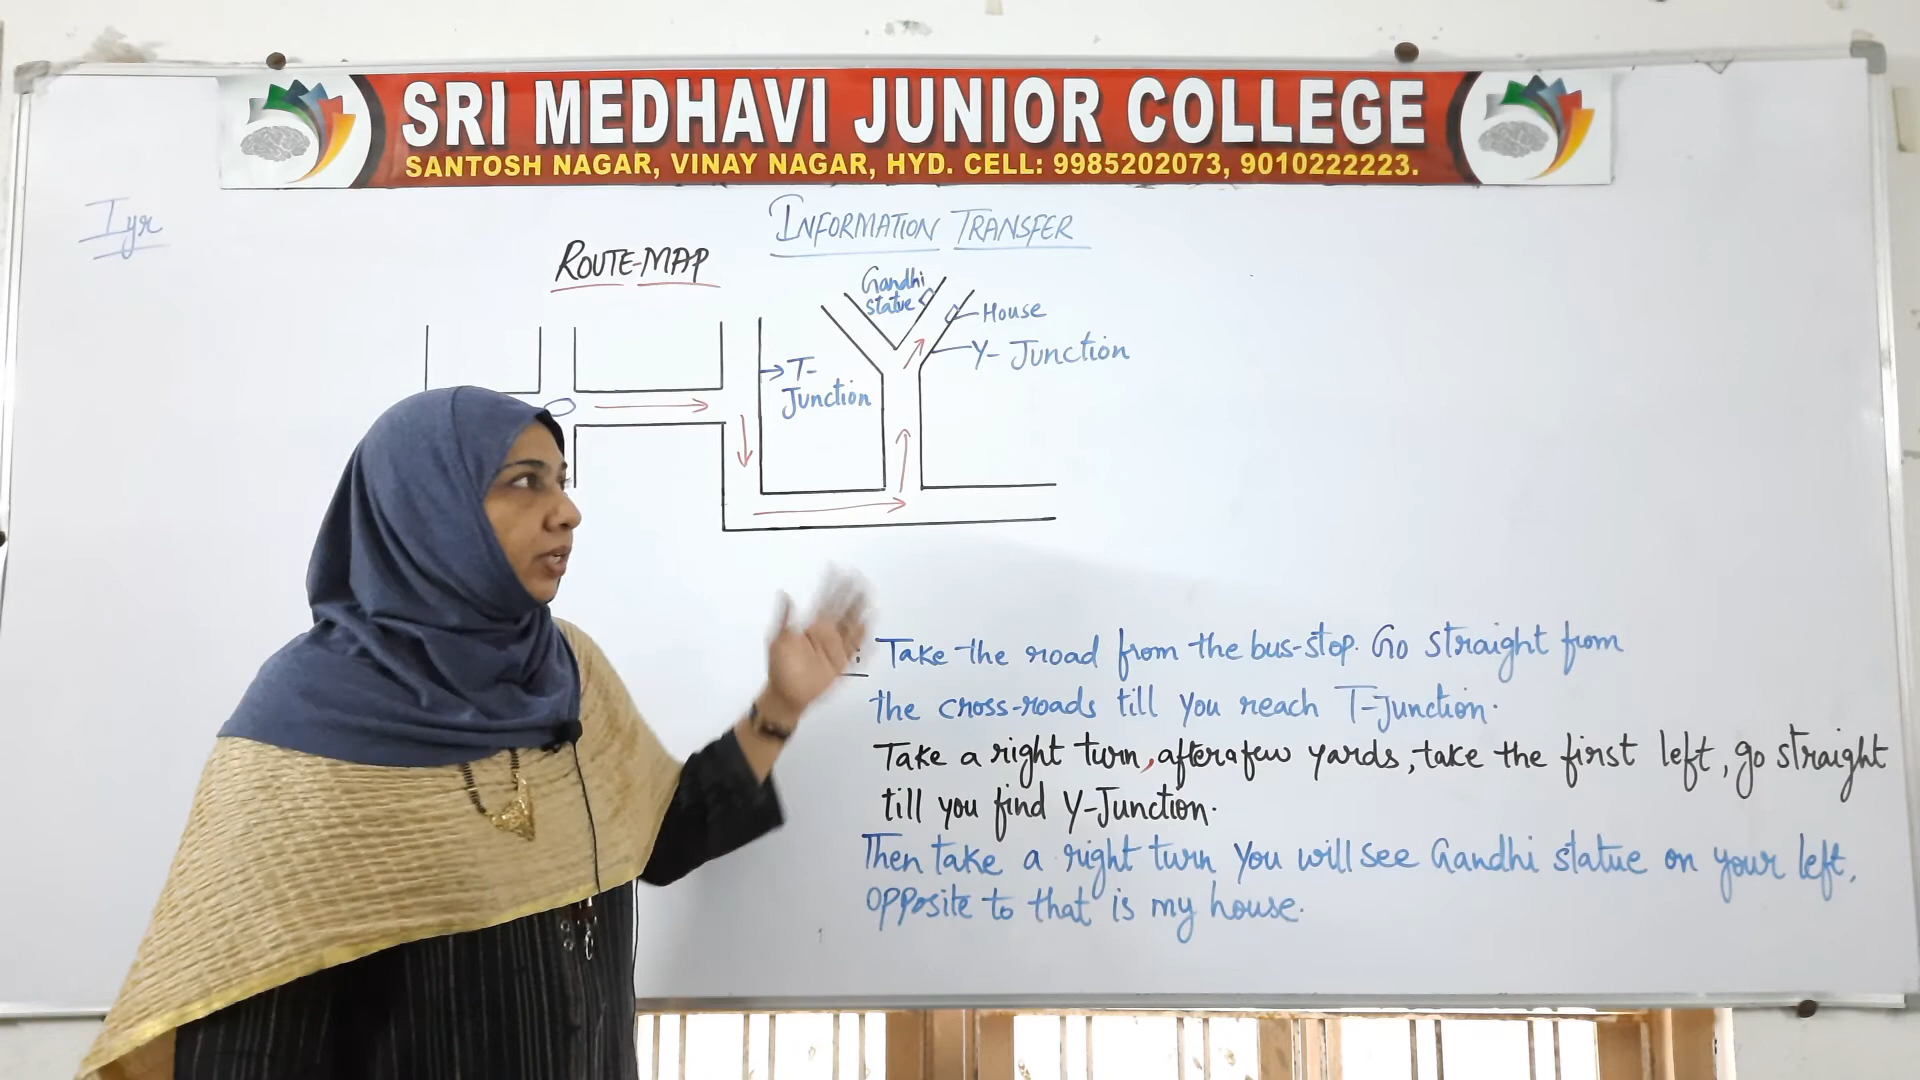 SRI MEDHAVI JUNIOR COLLEGE
SANTOSH NAGAR, VINAY NAGAR, HYD. CELL: 9985202073, 9010222223.
I yr
INFORMATION TRANSFER
ROUTE-MAP
Gandhi
statue
House
Y- Junction
T-
Junction
: Take the road from the bus-stop. Go straight from
the cross-roads till you reach T-Junction.
Take a right turn, after a few yards, take the first left, go straight
till you find Y-Junction.
Then take a right turn you will see Gandhi statue on your left,
opposite to that is my house.